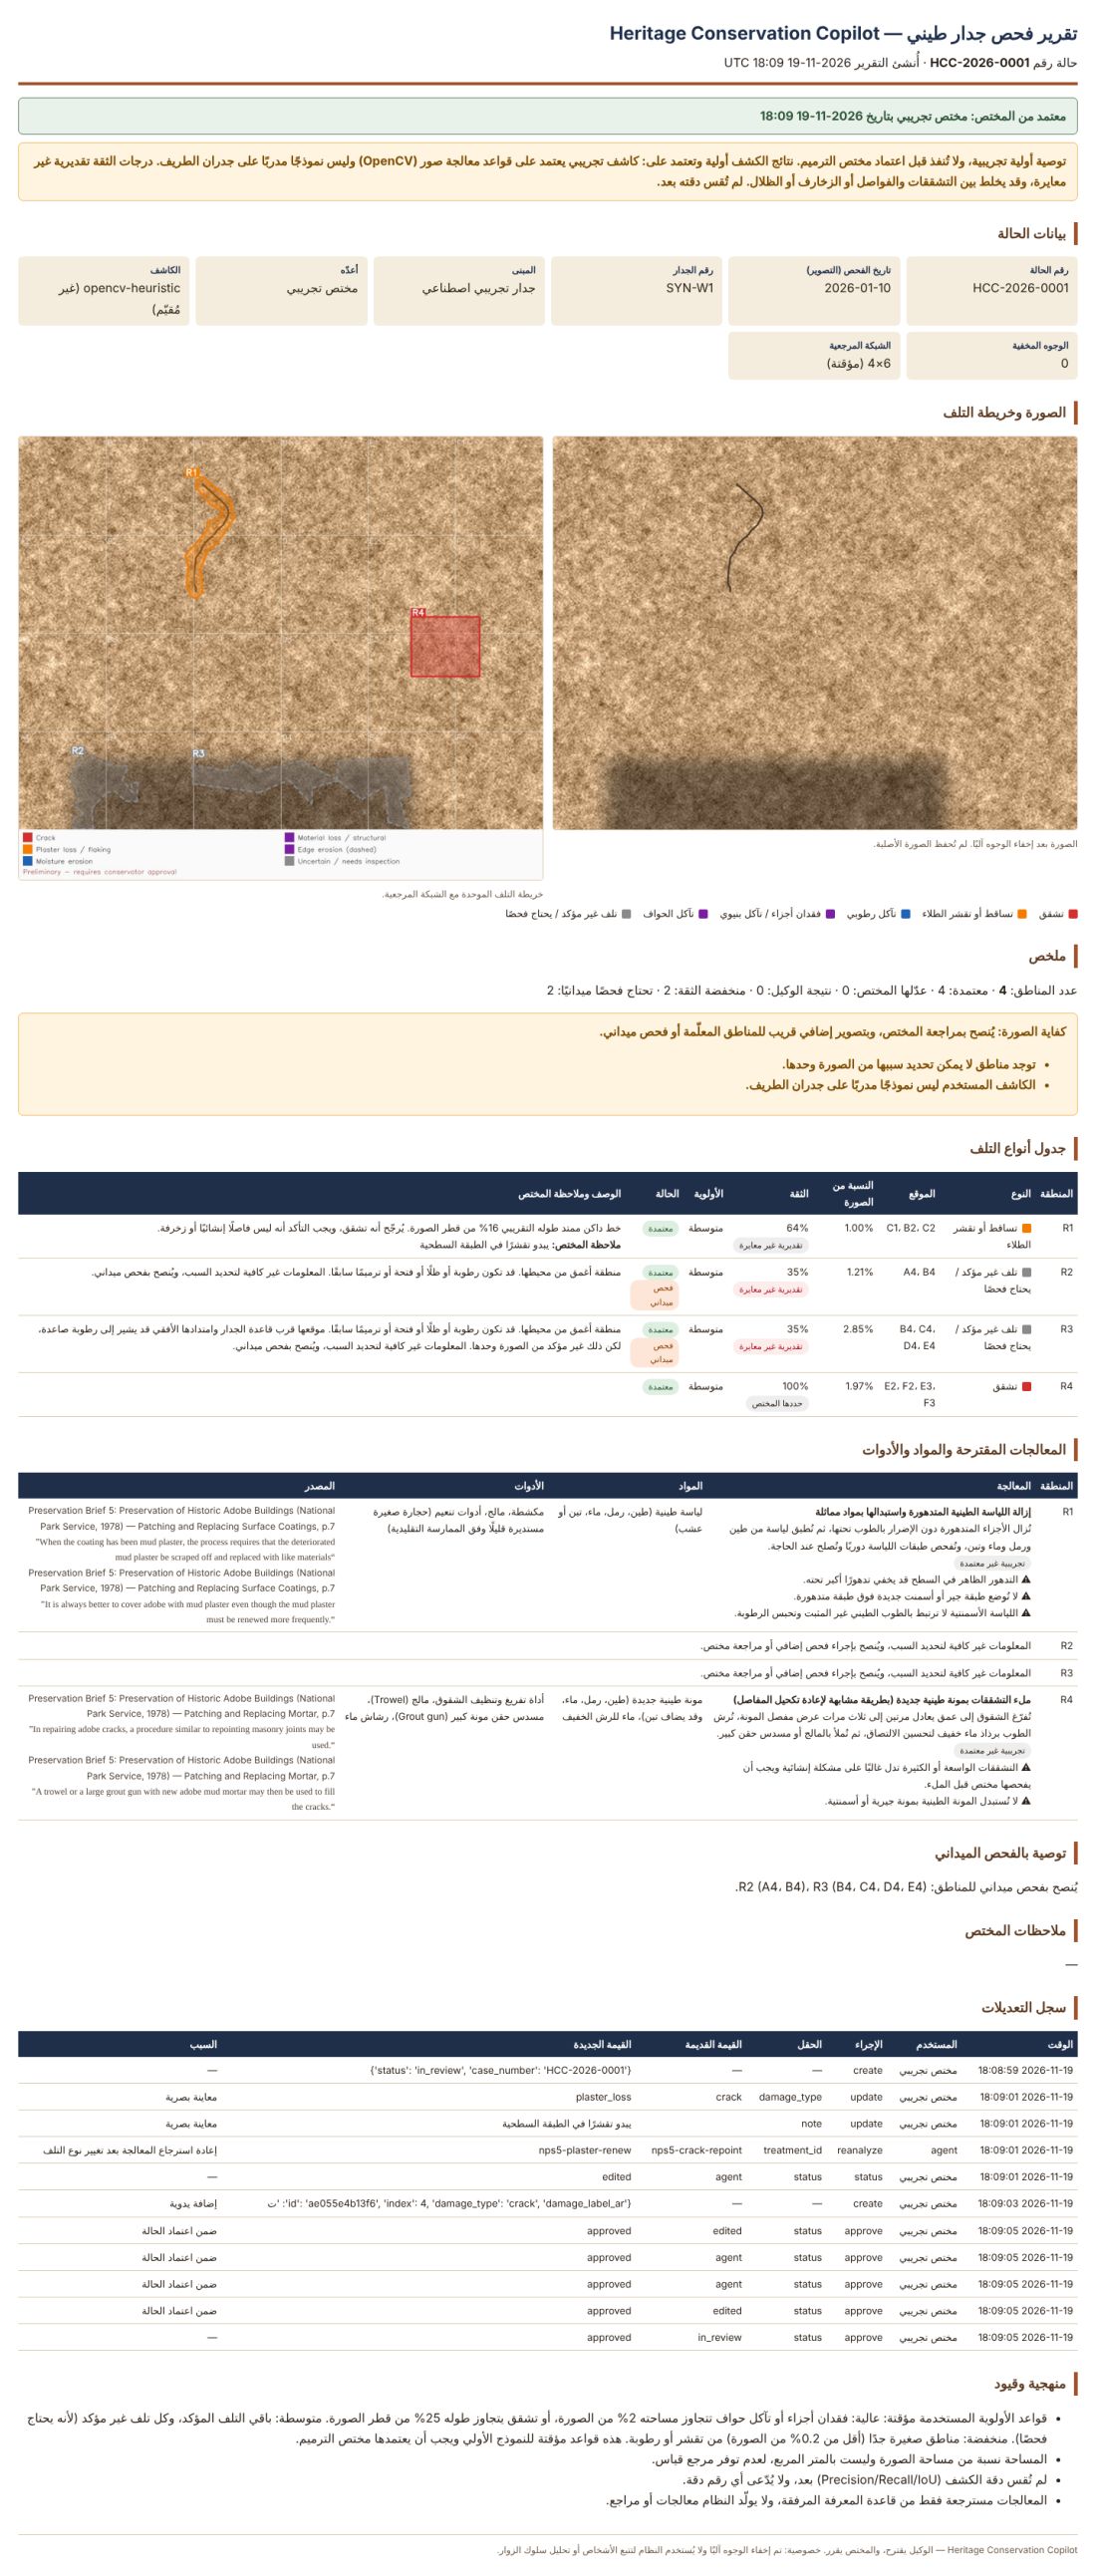 تقرير فحص جدار طيني — Heritage Conservation Copilot
حالة رقم HCC-2026-0001 · أُنشئ التقرير 2026-11-19 18:09 UTC
معتمد من المختص: مختص تجريبي بتاريخ 2026-11-19 18:09
توصية أولية تجريبية، ولا تُنفذ قبل اعتماد مختص الترميم. نتائج الكشف أولية وتعتمد على: كاشف تجريبي يعتمد على قواعد معالجة صور (OpenCV) وليس نموذجًا مدربًا على جدران الطريف. درجات الثقة تقديرية غير
معايرة، وقد يخلط بين التشققات والفواصل أو الزخارف أو الظلال. لم تُقس دقته بعد.
بيانات الحالة
رقم الحالة
HCC-2026-0001
تاريخ الفحص (التصوير)
2026-01-10
رقم الجدار
SYN-W1
المبنى
جدار تجريبي اصطناعي
أعدّه
مختص تجريبي
الكاشف
opencv-heuristic (غير
مُقيّم)
الوجوه المخفية
0
الشبكة المرجعية
6×4 (مؤقتة)
الصورة وخريطة التلف
R1
R4
R2
R3
Crack
Material loss / structural
Plaster loss / flaking
Edge erosion (dashed)
Moisture erosion
Uncertain / needs inspection
Preliminary — requires conservator approval
الصورة بعد إخفاء الوجوه آليًا. لم تُحفظ الصورة الأصلية.
خريطة التلف الموحدة مع الشبكة المرجعية.
تشقق تساقط أو تقشر الطلاء تآكل رطوبي فقدان أجزاء / تآكل بنيوي تآكل الحواف تلف غير مؤكد / يحتاج فحصًا
ملخص
عدد المناطق: 4 · معتمدة: 4 · عدّلها المختص: 0 · نتيجة الوكيل: 0 · منخفضة الثقة: 2 · تحتاج فحصًا ميدانيًا: 2
كفاية الصورة: يُنصح بمراجعة المختص، وبتصوير إضافي قريب للمناطق المعلّمة أو فحص ميداني.
• توجد مناطق لا يمكن تحديد سببها من الصورة وحدها.
• الكاشف المستخدم ليس نموذجًا مدربًا على جدران الطريف.
جدول أنواع التلف
المنطقة النوع الموقع النسبة من الصورة الثقة الأولوية الحالة الوصف وملاحظة المختص
R1 تساقط أو تقشر الطلاء C1، B2، C2 1.00% 64% تقديرية غير معايرة متوسطة معتمدة خط داكن ممتد طوله التقريبي 16% من قطر الصورة. يُرجّح أنه تشقق، ويجب التأكد أنه ليس فاصلًا إنشائيًا أو زخرفة.
ملاحظة المختص: يبدو تقشرًا في الطبقة السطحية
R2 تلف غير مؤكد / يحتاج فحصًا A4، B4 1.21% 35% تقديرية غير معايرة متوسطة معتمدة فحص ميداني منطقة أغمق من محيطها. قد تكون رطوبة أو ظلًا أو فتحة أو ترميمًا سابقًا. المعلومات غير كافية لتحديد السبب، ويُنصح بفحص ميداني.
R3 تلف غير مؤكد / يحتاج فحصًا B4، C4، D4، E4 2.85% 35% تقديرية غير معايرة متوسطة معتمدة فحص ميداني منطقة أغمق من محيطها. قد تكون رطوبة أو ظلًا أو فتحة أو ترميمًا سابقًا. موقعها قرب قاعدة الجدار وامتدادها الأفقي قد يشير إلى رطوبة صاعدة،
لكن ذلك غير مؤكد من الصورة وحدها. المعلومات غير كافية لتحديد السبب، ويُنصح بفحص ميداني.
R4 تشقق E2، F2، E3، F3 1.97% 100% حددها المختص متوسطة معتمدة
المعالجات المقترحة والمواد والأدوات
المنطقة المعالجة المواد الأدوات المصدر
R1 إزالة اللياسة الطينية المتدهورة واستبدالها بمواد مماثلة
تُزال الأجزاء المتدهورة دون الإضرار بالطوب تحتها، ثم تُطبق لياسة من طين
ورمل وماء وتبن، وتُفحص طبقات اللياسة دوريًا وتُصلح عند الحاجة.
تجريبية غير معتمدة
⚠ التدهور الظاهر في السطح قد يخفي تدهورًا أكبر تحته.
⚠ لا تُوضع طبقة جير أو أسمنت جديدة فوق طبقة متدهورة.
⚠ اللياسة الأسمنتية لا ترتبط بالطوب الطيني غير المثبت وتحبس الرطوبة.
لياسة طينية (طين، رمل، ماء، تبن أو
عشب)
مكشطة، مالج، أدوات تنعيم (حجارة صغيرة
مستديرة قليلًا وفق الممارسة التقليدية)
Preservation Brief 5: Preservation of Historic Adobe Buildings (National
Park Service, 1978) — Patching and Replacing Surface Coatings, p.7
"When the coating has been mud plaster, the process requires that the deteriorated
mud plaster be scraped off and replaced with like materials"
Preservation Brief 5: Preservation of Historic Adobe Buildings (National
Park Service, 1978) — Patching and Replacing Surface Coatings, p.7
"It is always better to cover adobe with mud plaster even though the mud plaster
must be renewed more frequently."
R2 المعلومات غير كافية لتحديد السبب، ويُنصح بإجراء فحص إضافي أو مراجعة مختص.
R3 المعلومات غير كافية لتحديد السبب، ويُنصح بإجراء فحص إضافي أو مراجعة مختص.
R4 ملء التشققات بمونة طينية جديدة (بطريقة مشابهة لإعادة تكحيل المفاصل)
تُفرّغ الشقوق إلى عمق يعادل مرتين إلى ثلاث مرات عرض مفصل المونة، تُرش
الطوب برذاذ ماء خفيف لتحسين الالتصاق، ثم تُملأ بالمالج أو مسدس حقن كبير.
تجريبية غير معتمدة
⚠ التشققات الواسعة أو الكثيرة تدل غالبًا على مشكلة إنشائية ويجب أن
يفحصها مختص قبل الملء.
⚠ لا تُستبدل المونة الطينية بمونة جيرية أو أسمنتية.
مونة طينية جديدة (طين، رمل، ماء،
وقد يضاف تبن)، ماء للرش الخفيف
أداة تفريغ وتنظيف الشقوق، مالج (Trowel)،
مسدس حقن مونة كبير (Grout gun)، رشاش ماء
Preservation Brief 5: Preservation of Historic Adobe Buildings (National
Park Service, 1978) — Patching and Replacing Mortar, p.7
"In repairing adobe cracks, a procedure similar to repointing masonry joints may be
used."
Preservation Brief 5: Preservation of Historic Adobe Buildings (National
Park Service, 1978) — Patching and Replacing Mortar, p.7
"A trowel or a large grout gun with new adobe mud mortar may then be used to fill
the cracks."
توصية بالفحص الميداني
يُنصح بفحص ميداني للمناطق: R2 (A4، B4)، R3 (B4، C4، D4، E4).
ملاحظات المختص
—
سجل التعديلات
الوقت المستخدم الإجراء الحقل القيمة القديمة القيمة الجديدة السبب
2026-11-19 18:08:59 مختص تجريبي create — — {'status': 'in_review', 'case_number': 'HCC-2026-0001'} —
2026-11-19 18:09:01 مختص تجريبي update damage_type crack plaster_loss معاينة بصرية
2026-11-19 18:09:01 مختص تجريبي update note يبدو تقشرًا في الطبقة السطحية معاينة بصرية
2026-11-19 18:09:01 agent reanalyze treatment_id nps5-crack-repoint nps5-plaster-renew إعادة استرجاع المعالجة بعد تغيير نوع التلف
2026-11-19 18:09:01 مختص تجريبي status status agent edited —
2026-11-19 18:09:03 مختص تجريبي create — — {'id': 'ae055e4b13f6', 'index': 4, 'damage_type': 'crack', 'damage_label_ar': 'ت إضافة يدوية
2026-11-19 18:09:05 مختص تجريبي approve status edited approved ضمن اعتماد الحالة
2026-11-19 18:09:05 مختص تجريبي approve status agent approved ضمن اعتماد الحالة
2026-11-19 18:09:05 مختص تجريبي approve status agent approved ضمن اعتماد الحالة
2026-11-19 18:09:05 مختص تجريبي approve status edited approved ضمن اعتماد الحالة
2026-11-19 18:09:05 مختص تجريبي approve status in_review approved —
منهجية وقيود
• قواعد الأولوية المستخدمة مؤقتة: عالية: فقدان أجزاء أو تآكل حواف تتجاوز مساحته 2% من الصورة، أو تشقق يتجاوز طوله 25% من قطر الصورة. متوسطة: باقي التلف المؤكد، وكل تلف غير مؤكد (لأنه يحتاج
فحصًا). منخفضة: مناطق صغيرة جدًا (أقل من 0.2% من الصورة) من تقشر أو رطوبة. هذه قواعد مؤقتة للنموذج الأولي ويجب أن يعتمدها مختص الترميم.
• المساحة نسبة من مساحة الصورة وليست بالمتر المربع، لعدم توفر مرجع قياس.
• لم تُقس دقة الكشف (Precision/Recall/IoU) بعد، ولا يُدّعى أي رقم دقة.
• المعالجات مسترجعة فقط من قاعدة المعرفة المرفقة، ولا يولّد النظام معالجات أو مراجع.
Heritage Conservation Copilot — الوكيل يقترح، والمختص يقرر. خصوصية: تم إخفاء الوجوه آليًا ولا يُستخدم النظام لتتبع الأشخاص أو تحليل سلوك الزوار.